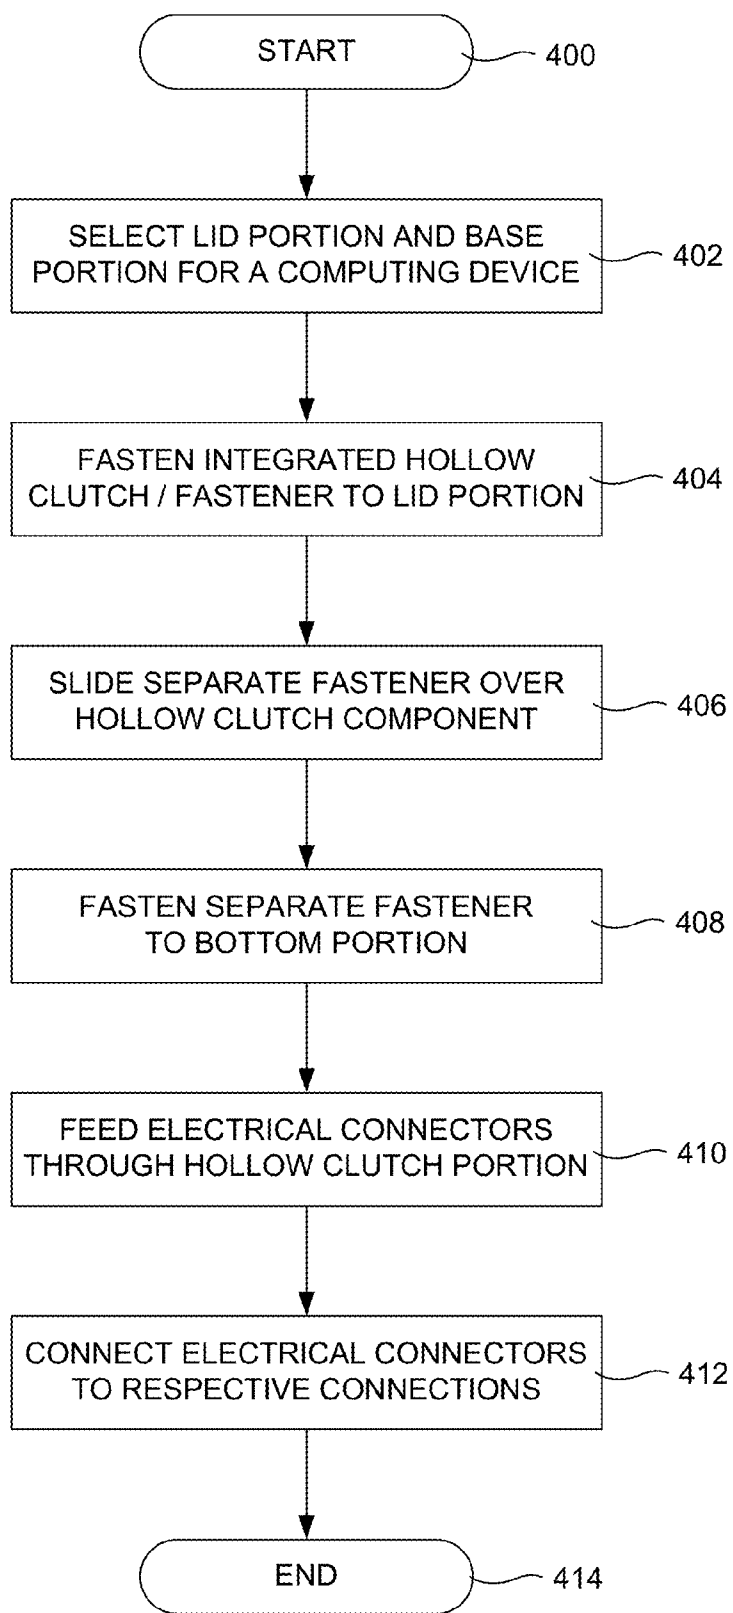 START
400
SELECT LID PORTION AND BASE
PORTION FOR A COMPUTING DEVICE
402
FASTEN INTEGRATED HOLLOW
CLUTCH / FASTENER TO LID PORTION
404
SLIDE SEPARATE FASTENER OVER
HOLLOW CLUTCH COMPONENT
406
FASTEN SEPARATE FASTENER
TO BOTTOM PORTION
408
FEED ELECTRICAL CONNECTORS
THROUGH HOLLOW CLUTCH PORTION
410
CONNECT ELECTRICAL CONNECTORS
TO RESPECTIVE CONNECTIONS
412
END
414